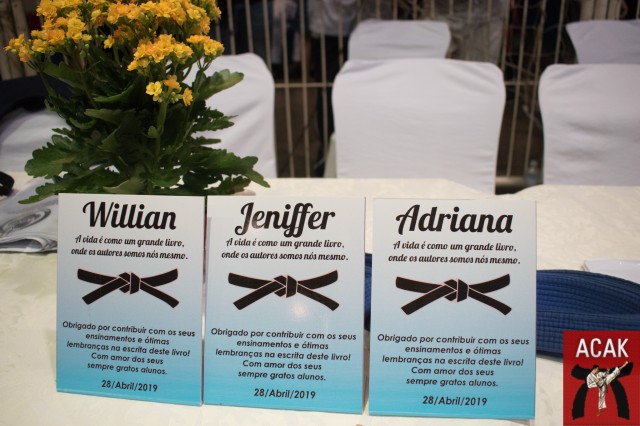 Willian
A vida é como um grande livro,
onde os autores somos nós mesmo.
Obrigado por contribuir com os seus
ensinamentos e ótimas
lembranças na escrita deste livro!
Com amor dos seus
sempre gratos alunos.
28/Abril/2019
Jeniffer
A vida é como um grande livro,
onde os autores somos nós mesmo.
Obrigado por contribuir com os seus
ensinamentos e ótimas
lembranças na escrita deste livro!
Com amor dos seus
sempre gratos alunos.
28/Abril/2019
Adriana
A vida é como um grande livro,
onde os autores somos nós mesmo.
Obrigado por contribuir com os seus
ensinamentos e ótimas
lembranças na escrita deste livro!
Com amor dos seus
sempre gratos alunos.
28/Abril/2019
ACAK